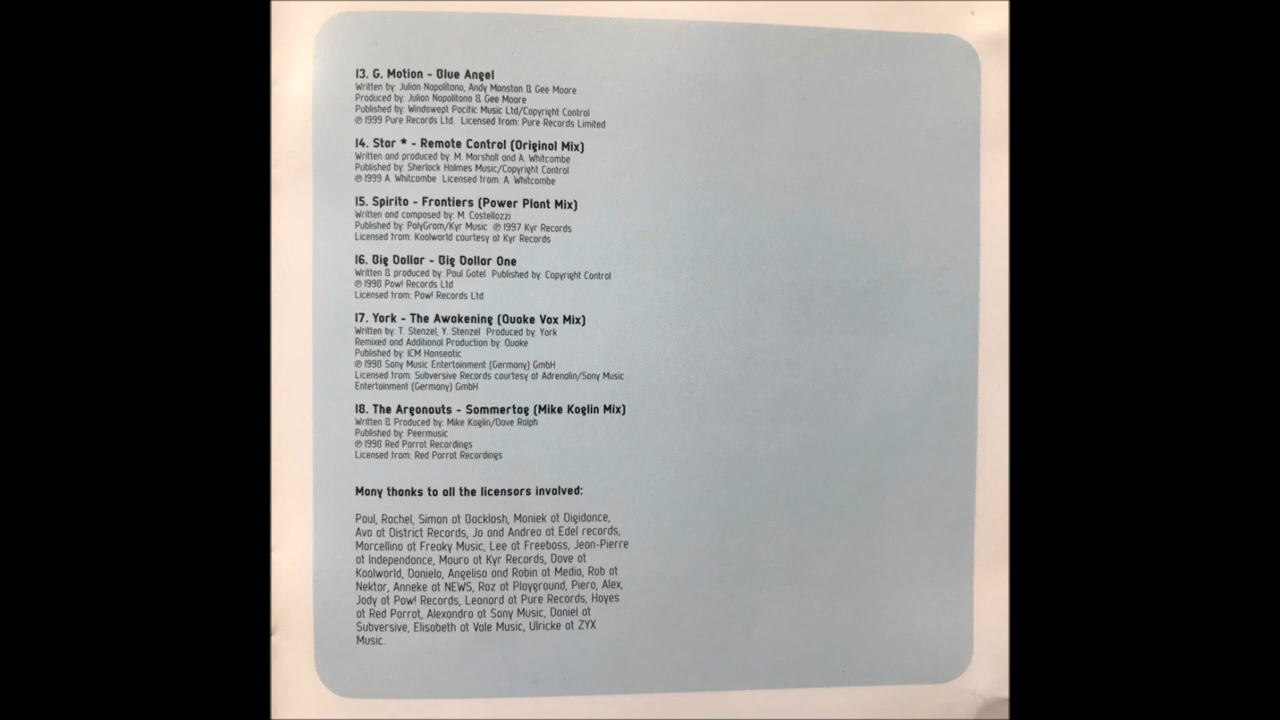 13. G. Motion - Blue Angel
Written by: Julian Napolitano, Andy Manston & Gee Moore
Produced by: Julian Napolitano & Gee Moore
Published by: Windswept Pacific Music Ltd/Copyright Control
℗ 1999 Pure Records Ltd. Licensed from: Pure Records Limited
14. Star * - Remote Control (Original Mix)
Written and produced by: M. Marshall and A. Whitcombe
Published by: Sherlock Holmes Music/Copyright Control
℗ 1999 A. Whitcombe Licensed from: A. Whitcombe
15. Spirito - Frontiers (Power Plant Mix)
Written and composed by: M. Castellazzi
Published by: PolyGram/Kyr Music ℗ 1997 Kyr Records
Licensed from: Koolworld courtesy of Kyr Records
16. Big Dollar - Big Dollar One
Written & produced by: Paul Gotel Published by: Copyright Control
℗ 1998 Pow! Records Ltd
Licensed from: Pow! Records Ltd
17. York - The Awakening (Quake Vox Mix)
Written by: T. Stenzel, Y. Stenzel Produced by: York
Remixed and Additional Production by: Quake
Published by: ICM Hanseatic
℗ 1998 Sony Music Entertainment (Germany) GmbH
Licensed from: Subversive Records courtesy of Adrenalin/Sony Music
Entertainment (Germany) GmbH
18. The Argonauts - Sommertag (Mike Koglin Mix)
Written & Produced by: Mike Koglin/Dave Ralph
Published by: Peermusic
℗ 1998 Red Parrot Recordings
Licensed from: Red Parrot Recordings
Many thanks to all the licensors involved:
Paul, Rachel, Simon at Backlash, Moniek at Digidance,
Ava at District Records, Jo and Andrea at Edel records,
Marcellino at Freaky Music, Lee at Freebass, Jean-Pierre
at Independance, Mauro at Kyr Records, Dave at
Koolworld, Daniela, Angelisa and Robin at Media, Rob at
Nektar, Anneke at NEWS, Roz at Playground, Piero, Alex,
Jody at Pow! Records, Leonard at Pure Records, Hayes
at Red Parrot, Alexandra at Sony Music, Daniel at
Subversive, Elisabeth at Vale Music, Ulricke at ZYX
Music.